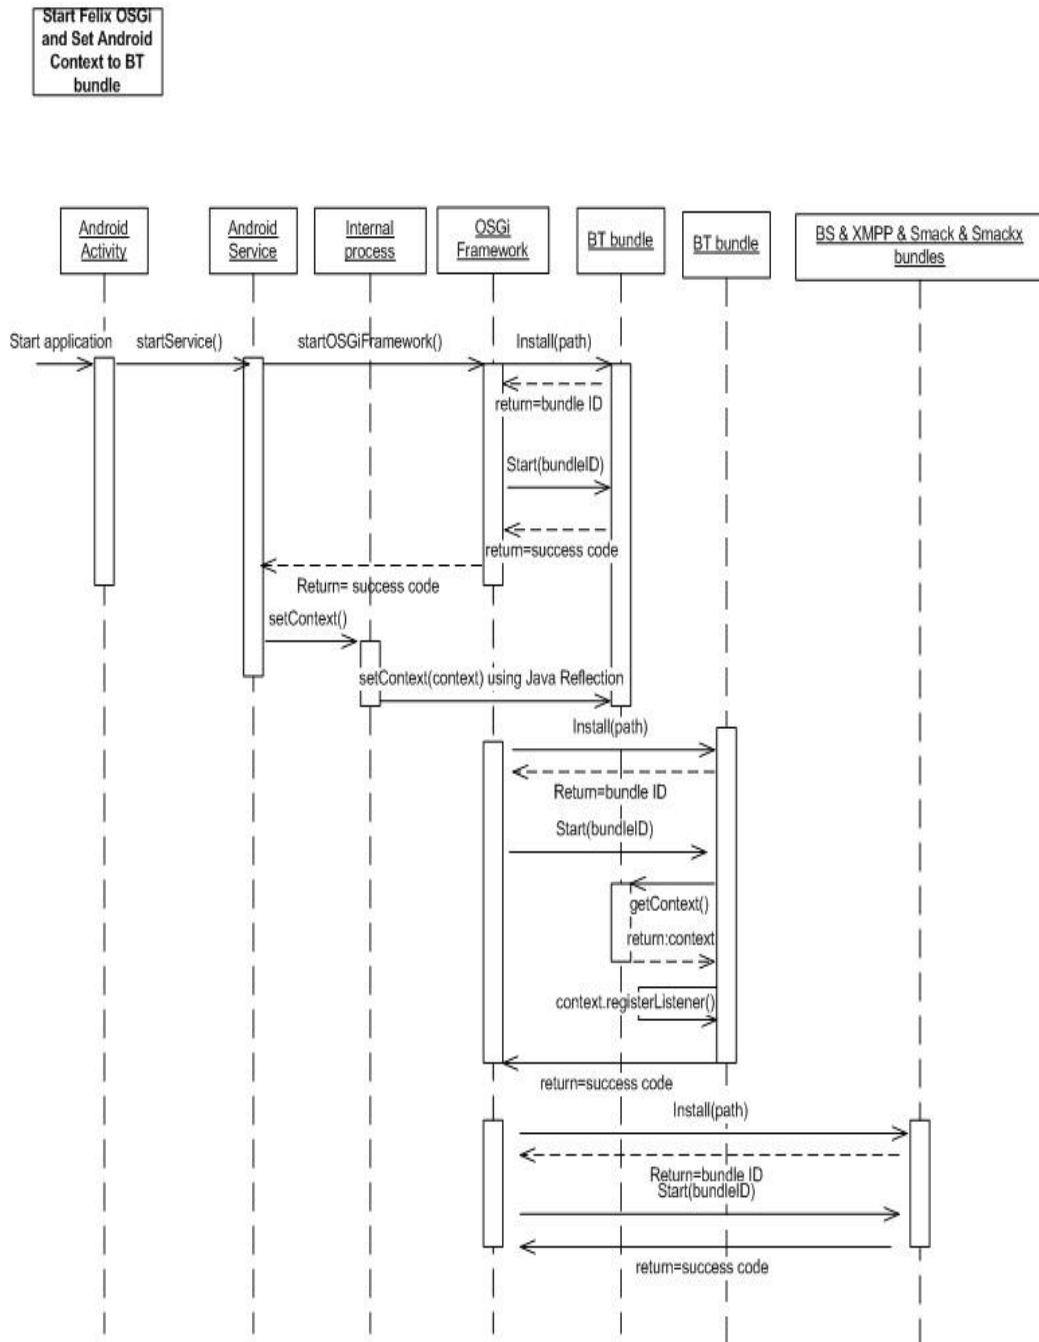 Start Felix OSGi
and Set Android
Context to BT
bundle
Android
Activity
Android
Service
Internal
process
OSGi
Framework
BT bundle
BT bundle
BS & XMPP & Smack & Smackx
bundles
Start application
startService()
startOSGiFramework()
Install(path)
return=bundle ID
Start(bundleID)
return=success code
Return= success code
setContext()
setContext(context) using Java Reflection
Install(path)
Return=bundle ID
Start(bundleID)
getContext()
return:context
context.registerListener()
return=success code
Install(path)
Return=bundle ID
Start(bundleID)
return=success code